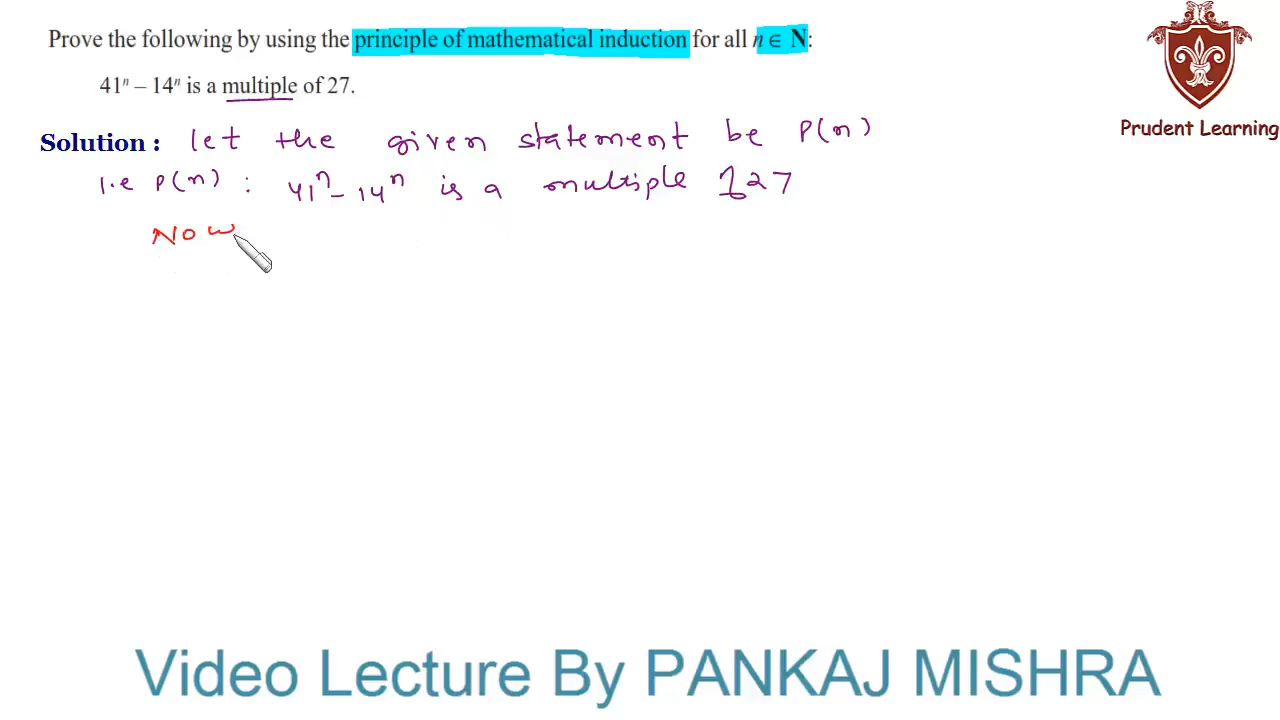 Prove the following by using the principle of mathematical induction for all n ∈ N:
41ⁿ – 14ⁿ is a multiple of 27.
Prudent Learning
Solution : let the given statement be P(n)
i.e P(n) : 41ⁿ - 14ⁿ is a multiple of 27
Now
Video Lecture By PANKAJ MISHRA